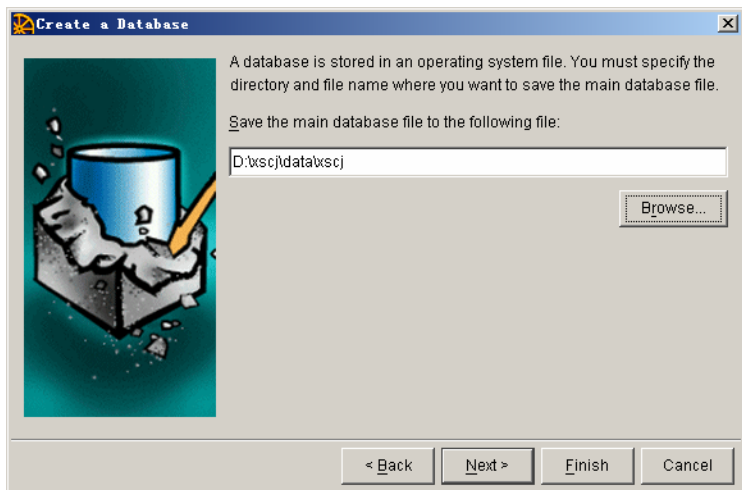 Create a Database
A database is stored in an operating system file. You must specify the
directory and file name where you want to save the main database file.
Save the main database file to the following file:
D:\xscj\data\xscj
Browse...
< Back
Next >
Finish
Cancel